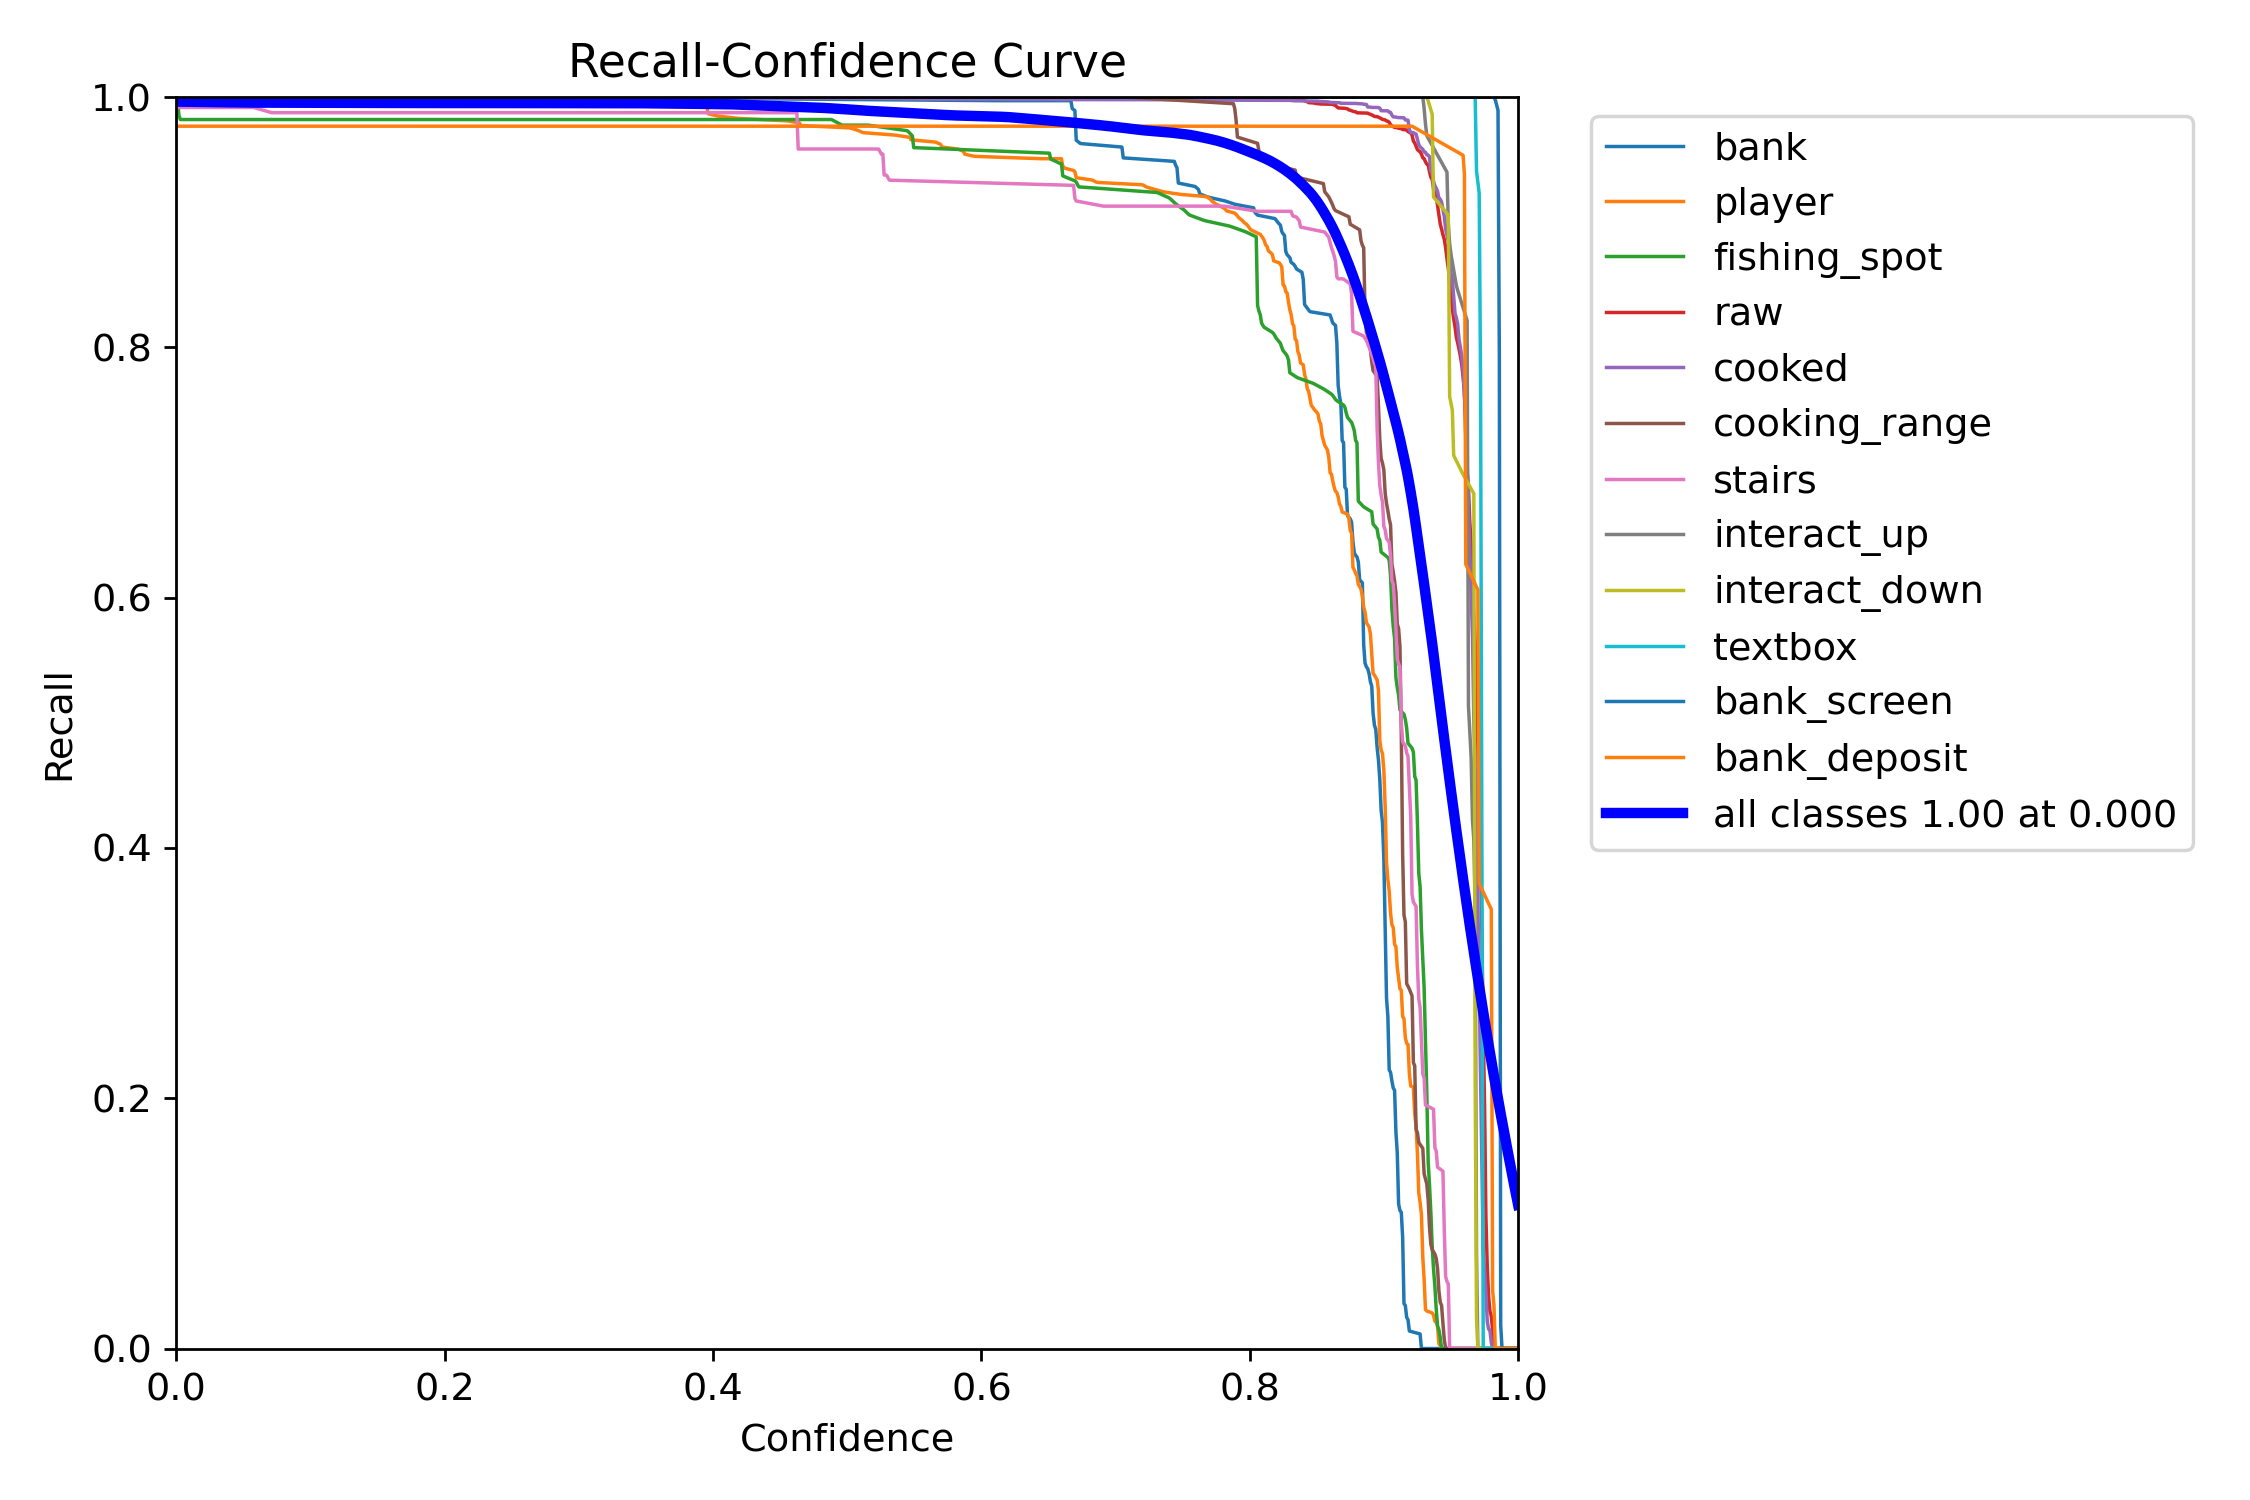 Recall-Confidence Curve
1.0
0.8
0.6
0.4
0.2
0.0
Recall
0.0 0.2 0.4 0.6 0.8 1.0
Confidence
bank
player
fishing_spot
raw
cooked
cooking_range
stairs
interact_up
interact_down
textbox
bank_screen
bank_deposit
all classes 1.00 at 0.000